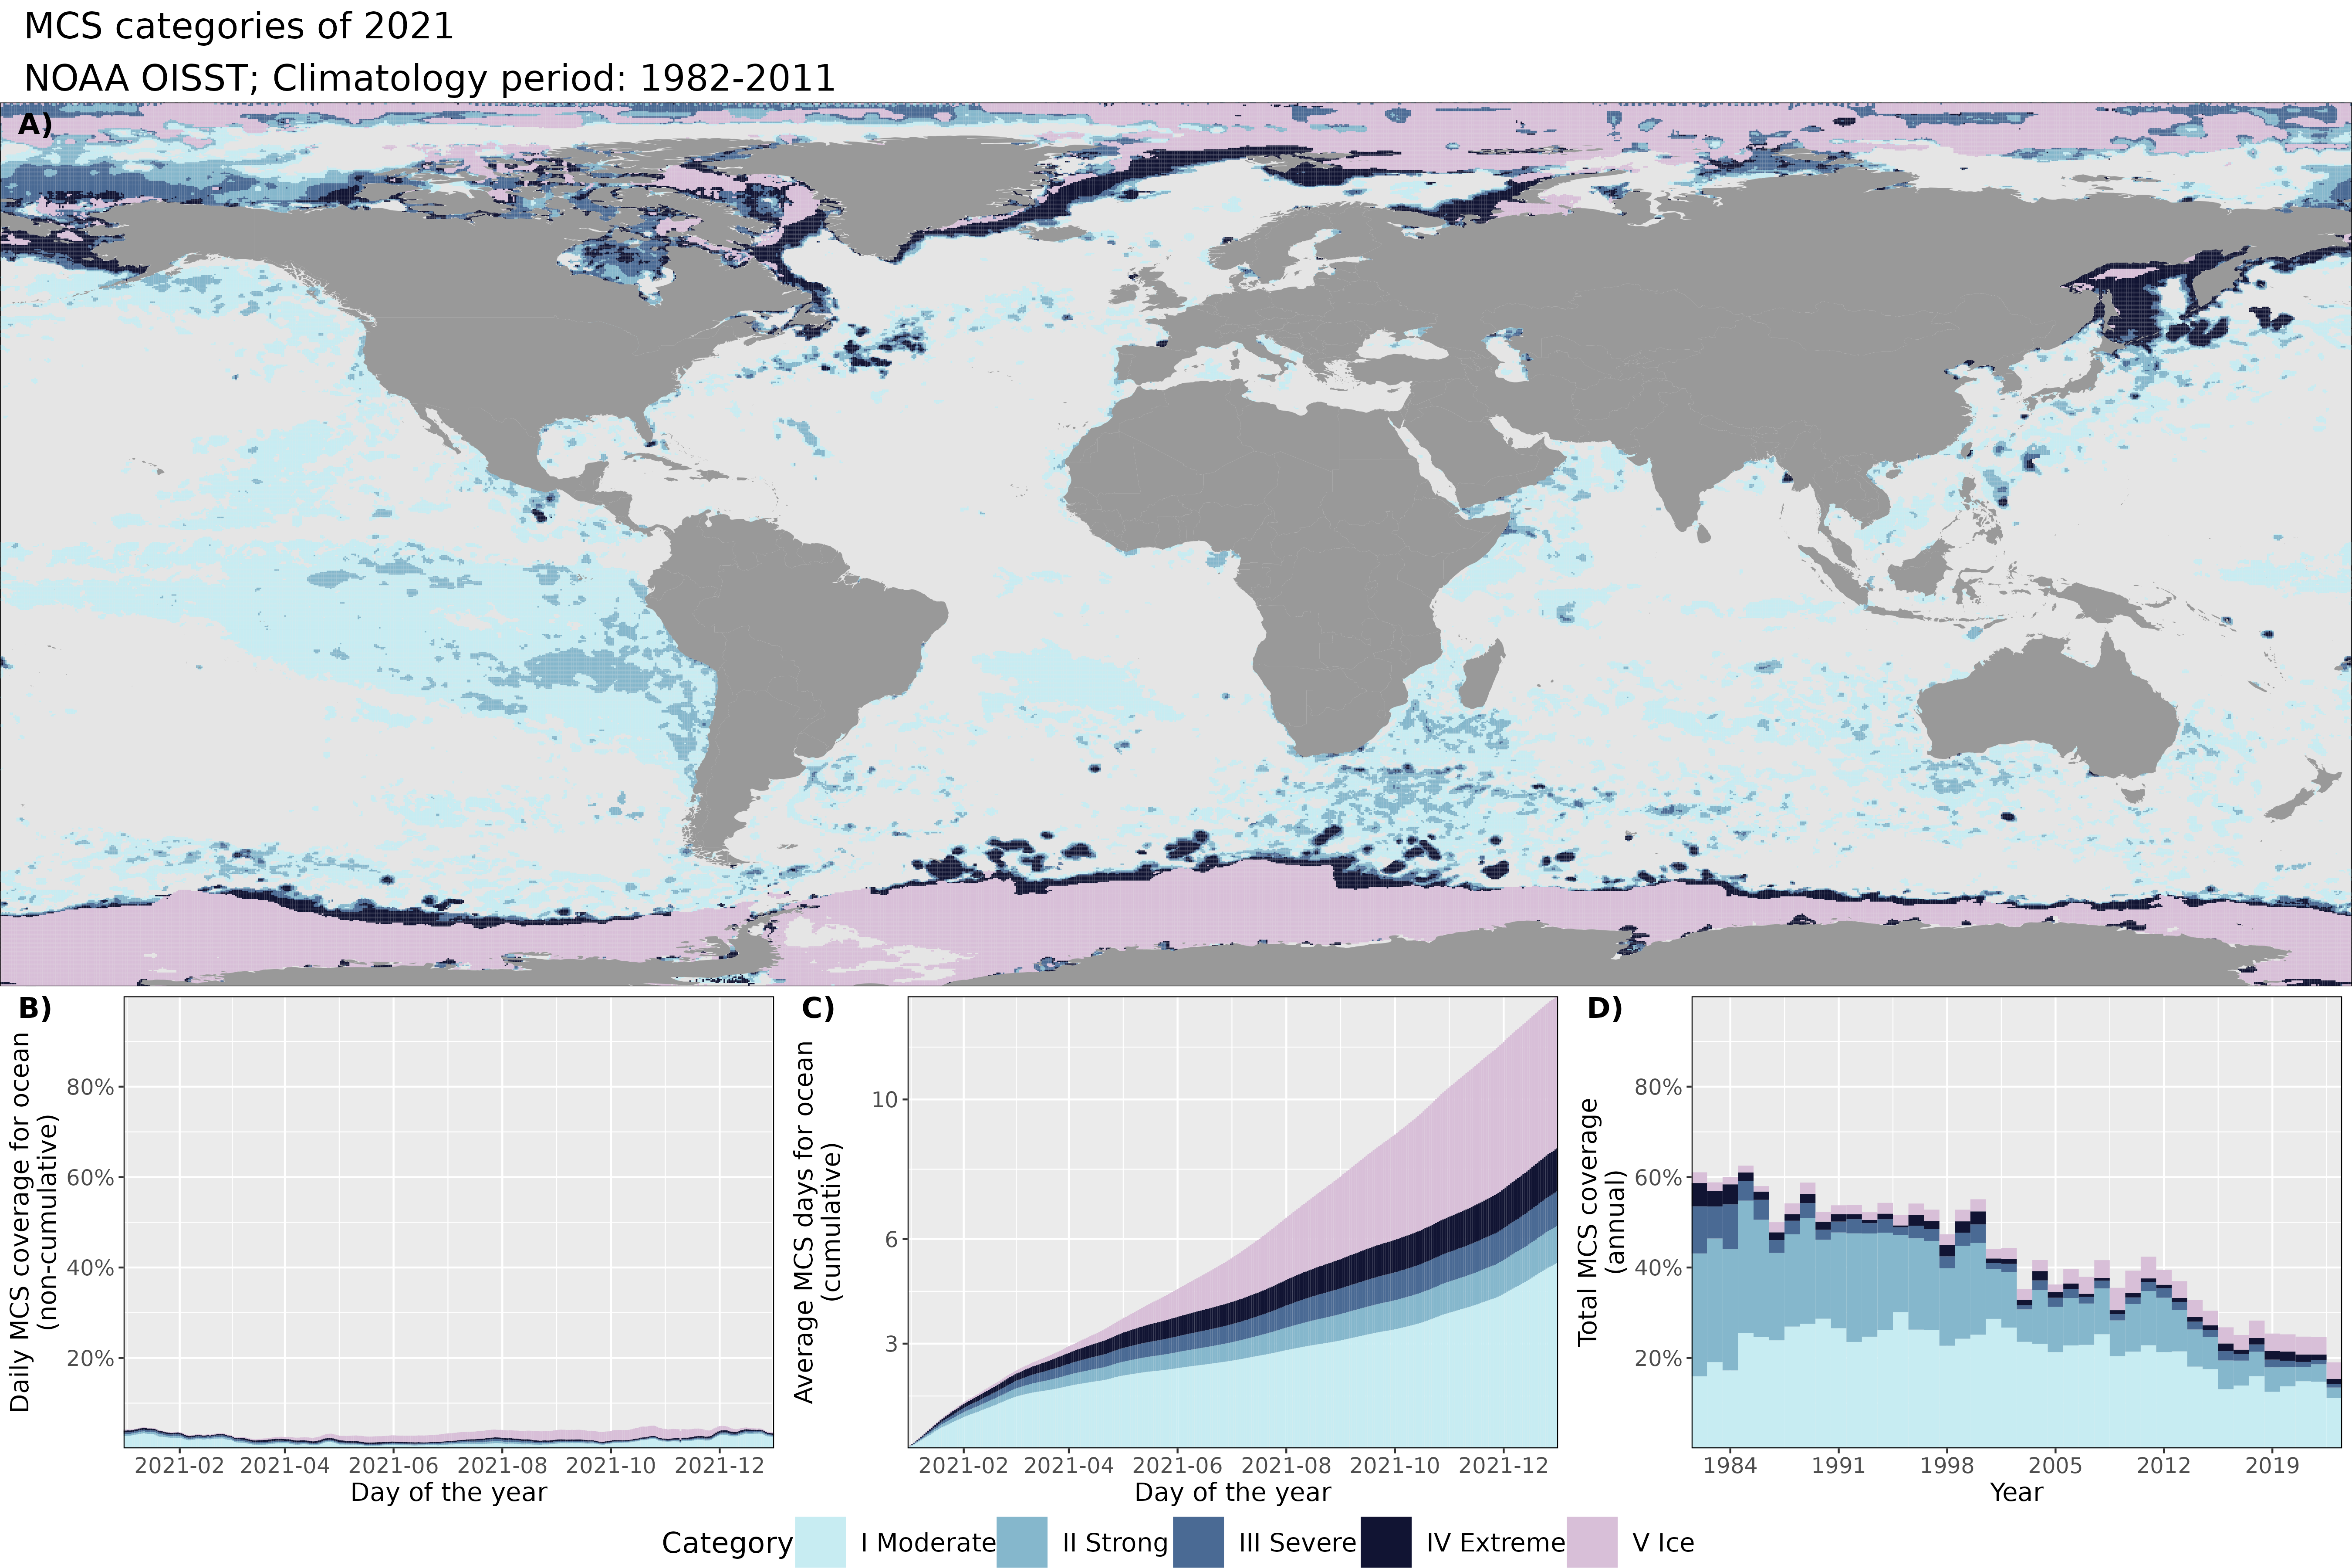 MCS categories of 2021
NOAA OISST; Climatology period: 1982-2011
A)
B)
Daily MCS coverage for ocean
(non-cumulative)
80%
60%
40%
20%
2021-02 2021-04 2021-06 2021-08 2021-10 2021-12
Day of the year
C)
Average MCS days for ocean
(cumulative)
10
6
3
2021-02 2021-04 2021-06 2021-08 2021-10 2021-12
Day of the year
D)
Total MCS coverage
(annual)
80%
60%
40%
20%
1984 1991 1998 2005 2012 2019
Year
Category I Moderate II Strong III Severe IV Extreme V Ice